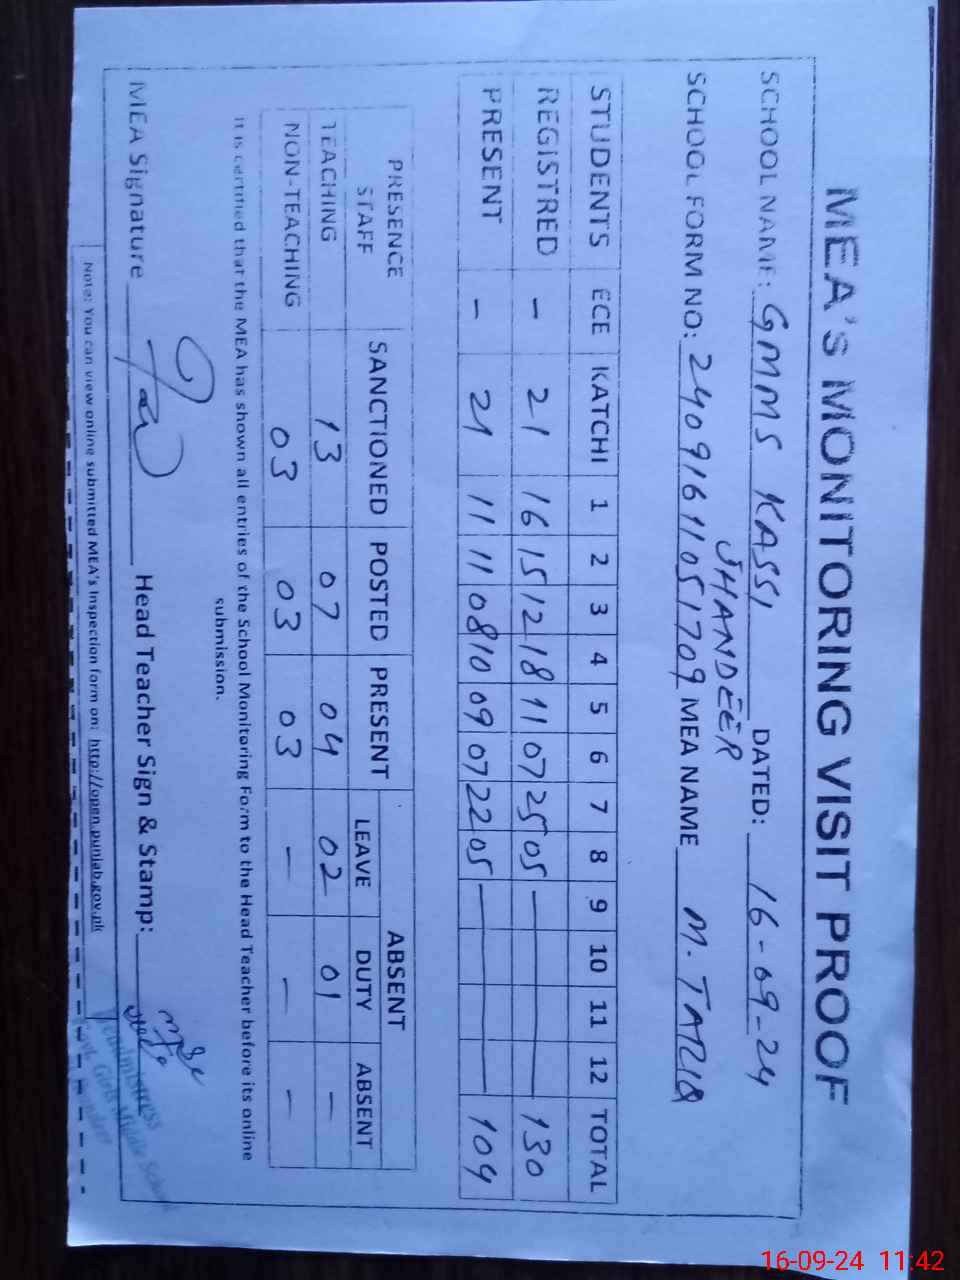 MEA's MONITORING VISIT PROOF
SCHOOL NAME: GMMS KASSI JHANDEER DATED: 16-09-24
SCHOOL FORM NO: 24091611051709 MEA NAME M. TARIQ
STUDENTS ECE KATCHI 1 2 3 4 5 6 7 8 9 10 11 12 TOTAL
REGISTRED - 21 16 15 12 18 11 07 25 05 130
PRESENT - 21 11 11 08 10 09 07 22 05 104
PRESENCE STAFF SANCTIONED POSTED PRESENT ABSENT
LEAVE DUTY ABSENT
TEACHING 13 07 04 02 01 -
NON-TEACHING 03 03 03 - - -
It is certified that the MEA has shown all entries of the School Monitoring Form to the Head Teacher before its online
submission.
MEA Signature Head Teacher Sign & Stamp:
Headmistress
Govt. Girls Middle School
Note: You can view online submitted MEA's Inspection form on: http://open.punjab.gov.pk
16-09-24 11:42